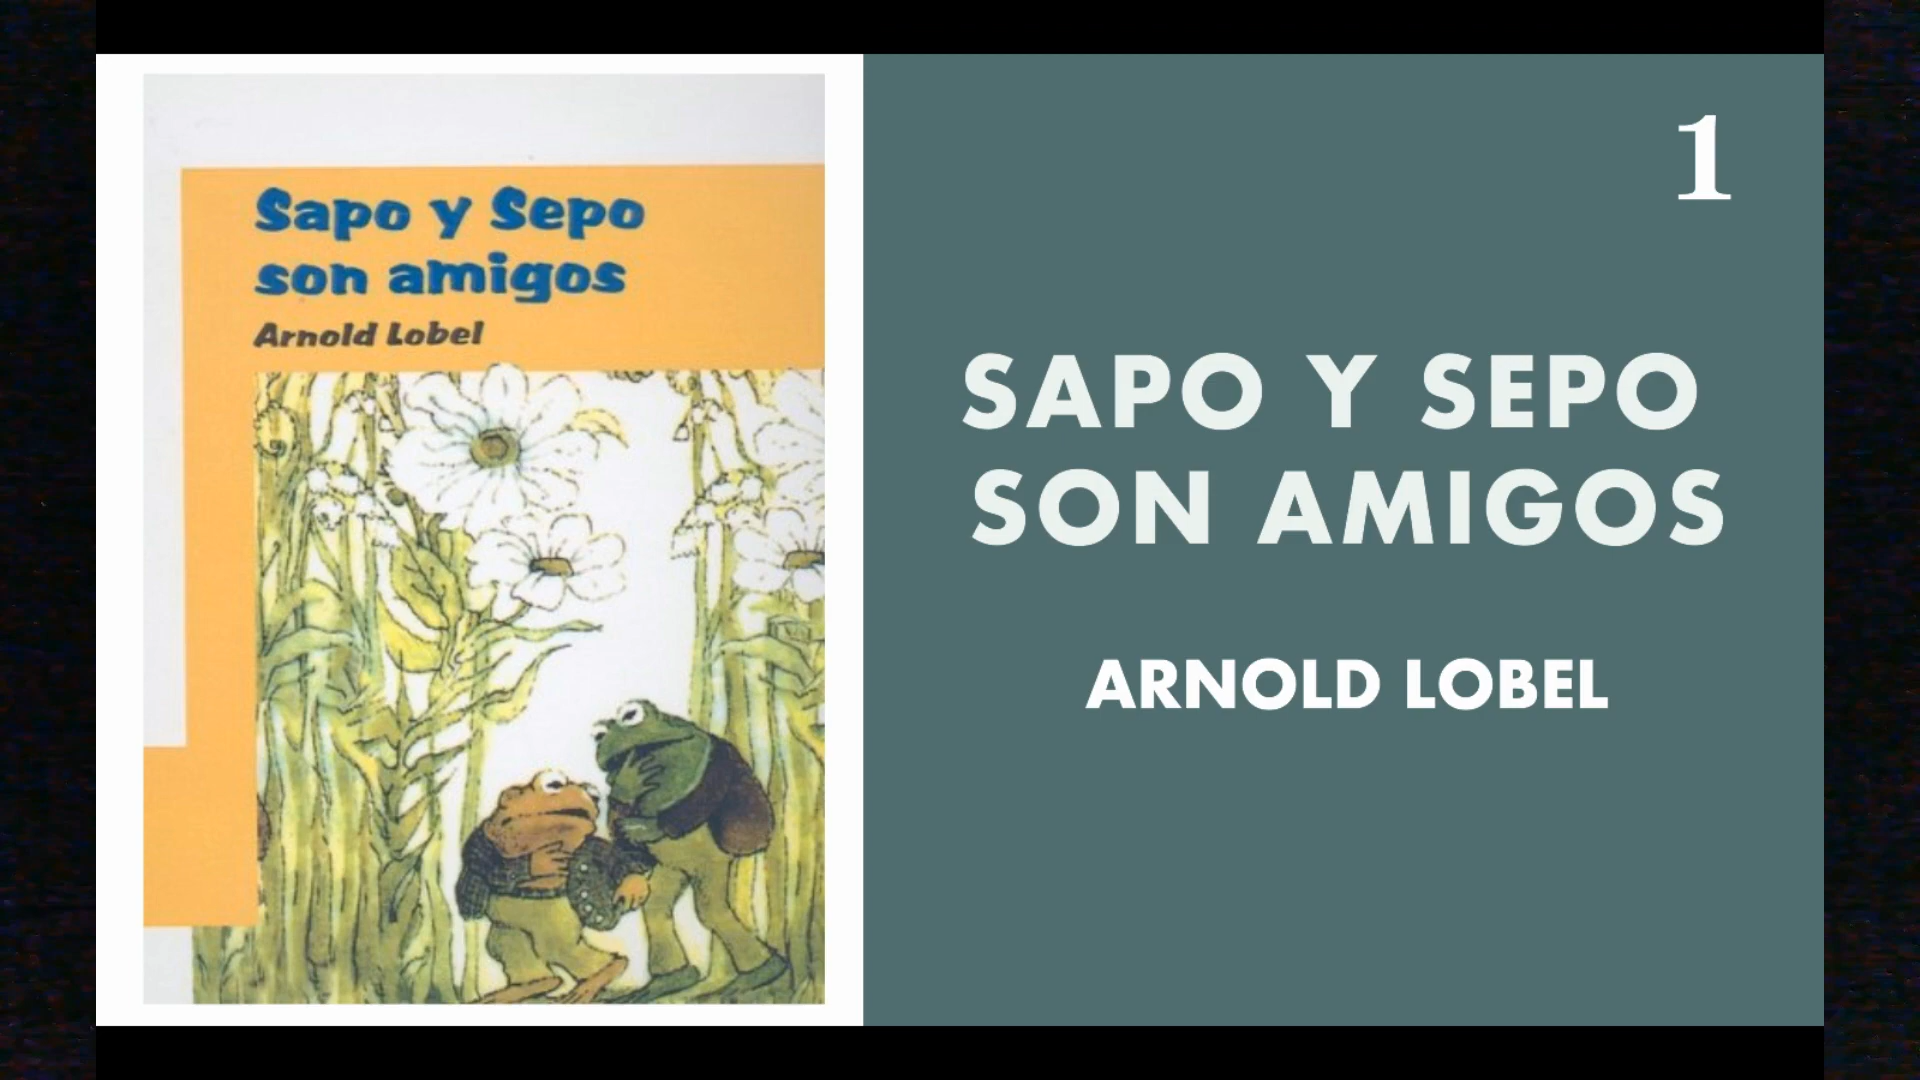 Sapo y Sepo
son amigos
Arnold Lobel
1
SAPO Y SEPO
SON AMIGOS
ARNOLD LOBEL